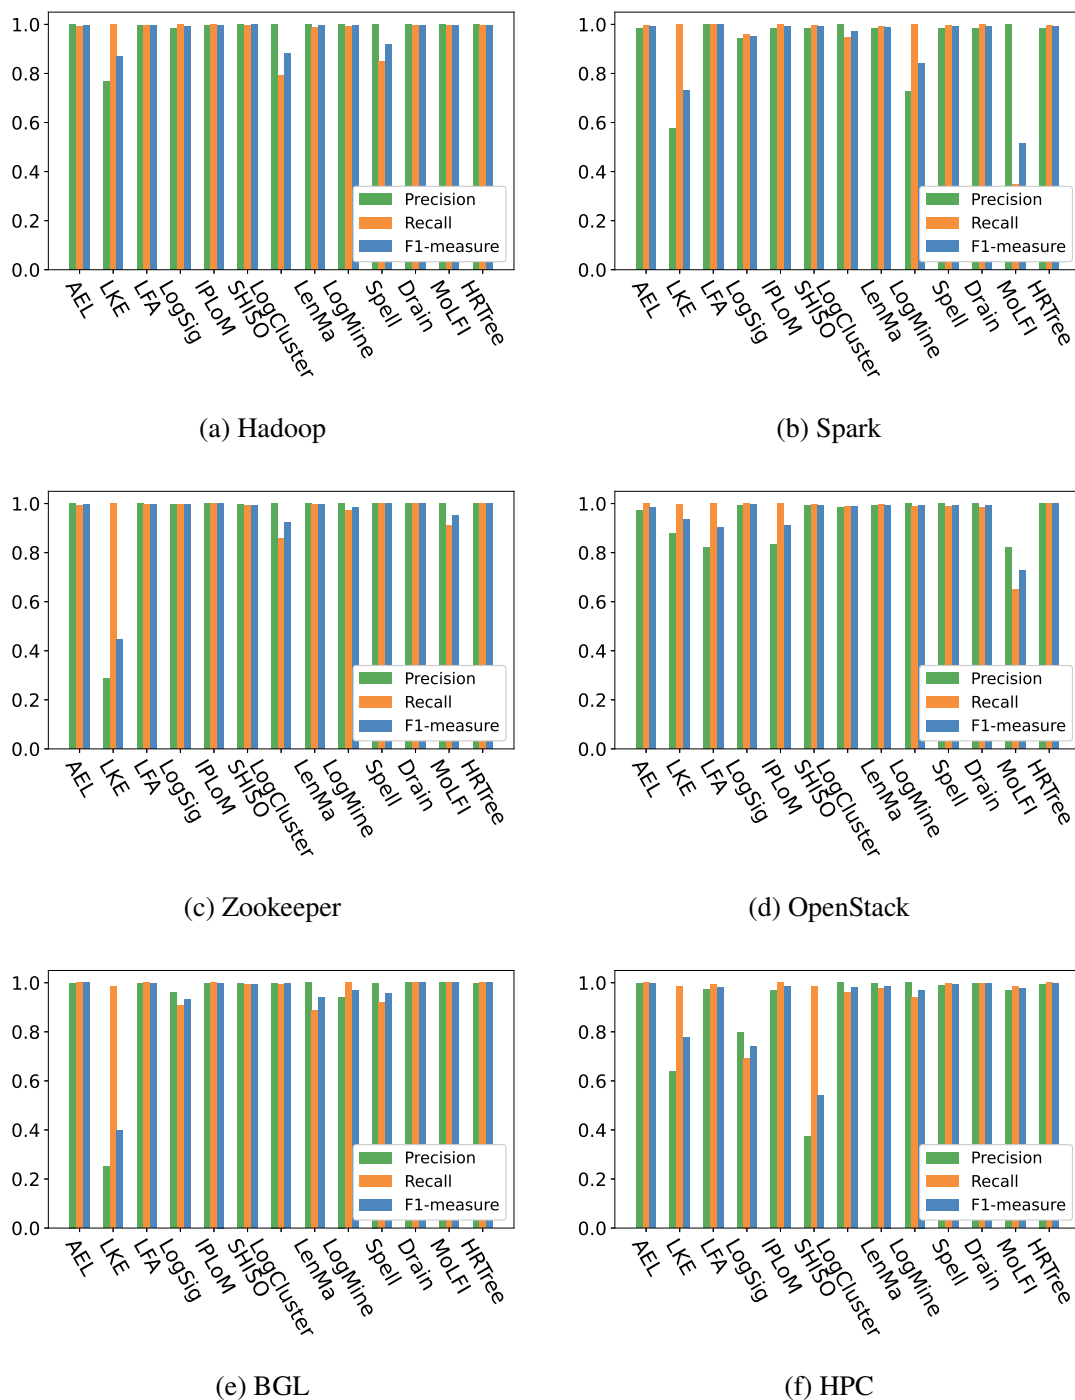 1.0
0.8
0.6
0.4
0.2
0.0
Precision
Recall
F1-measure
AEL
LKE
LFA
LogSig
IPLoM
SHISO
LogCluster
LenMa
LogMine
Spell
Drain
MoLFI
HRTree
(a) Hadoop
1.0
0.8
0.6
0.4
0.2
0.0
Precision
Recall
F1-measure
AEL
LKE
LFA
LogSig
IPLoM
SHISO
LogCluster
LenMa
LogMine
Spell
Drain
MoLFI
HRTree
(b) Spark
1.0
0.8
0.6
0.4
0.2
0.0
Precision
Recall
F1-measure
AEL
LKE
LFA
LogSig
IPLoM
SHISO
LogCluster
LenMa
LogMine
Spell
Drain
MoLFI
HRTree
(c) Zookeeper
1.0
0.8
0.6
0.4
0.2
0.0
Precision
Recall
F1-measure
AEL
LKE
LFA
LogSig
IPLoM
SHISO
LogCluster
LenMa
LogMine
Spell
Drain
MoLFI
HRTree
(d) OpenStack
1.0
0.8
0.6
0.4
0.2
0.0
Precision
Recall
F1-measure
AEL
LKE
LFA
LogSig
IPLoM
SHISO
LogCluster
LenMa
LogMine
Spell
Drain
MoLFI
HRTree
(e) BGL
1.0
0.8
0.6
0.4
0.2
0.0
Precision
Recall
F1-measure
AEL
LKE
LFA
LogSig
IPLoM
SHISO
LogCluster
LenMa
LogMine
Spell
Drain
MoLFI
HRTree
(f) HPC